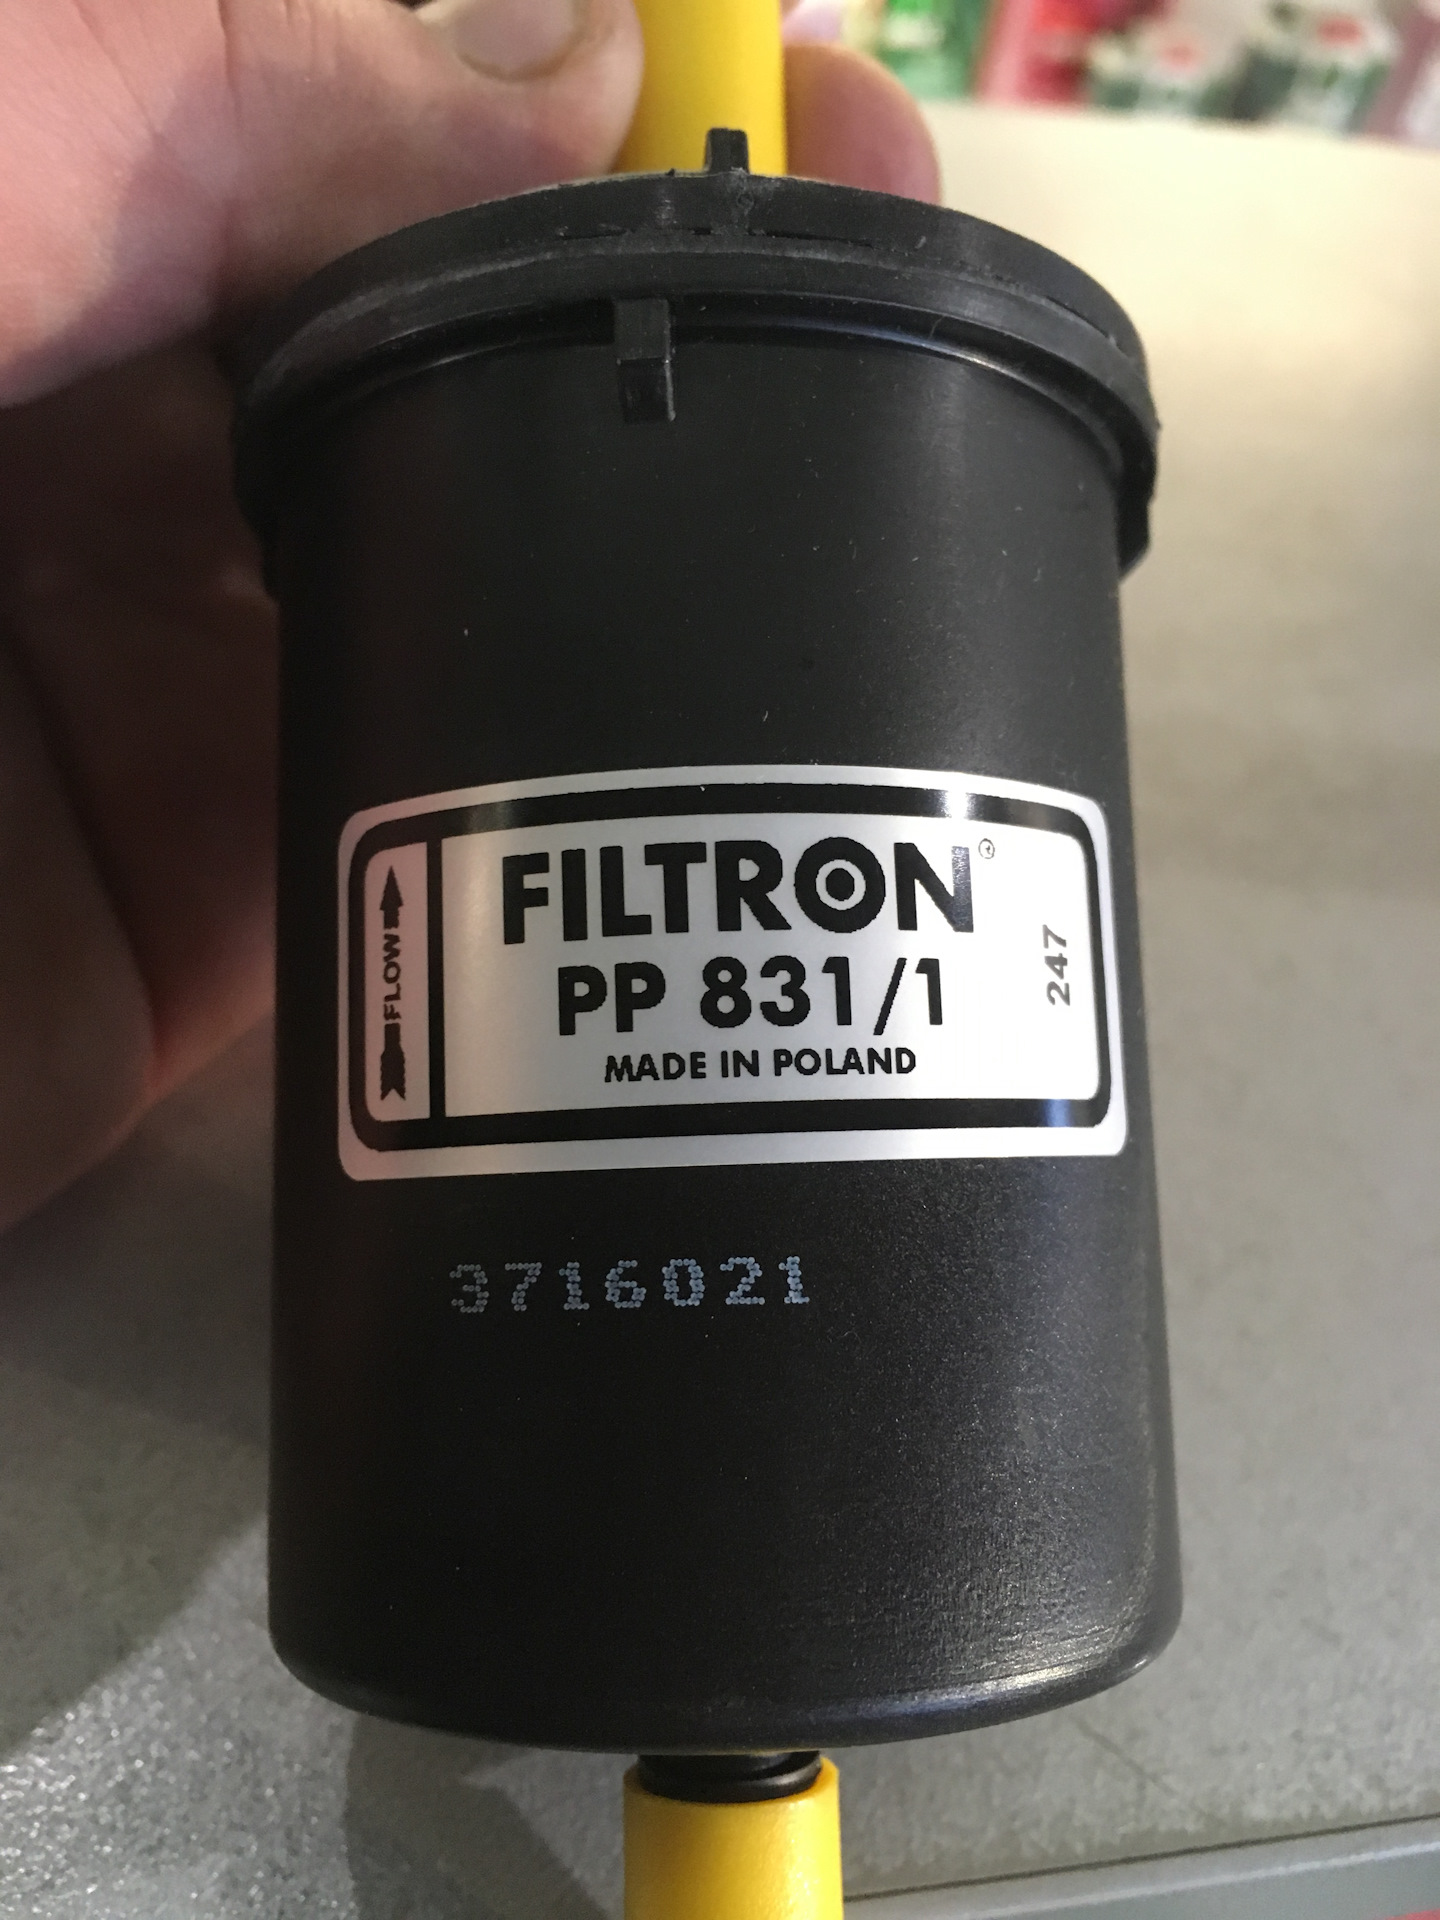 FLOW
FILTRON®
PP 831/1
MADE IN POLAND
247
3716021